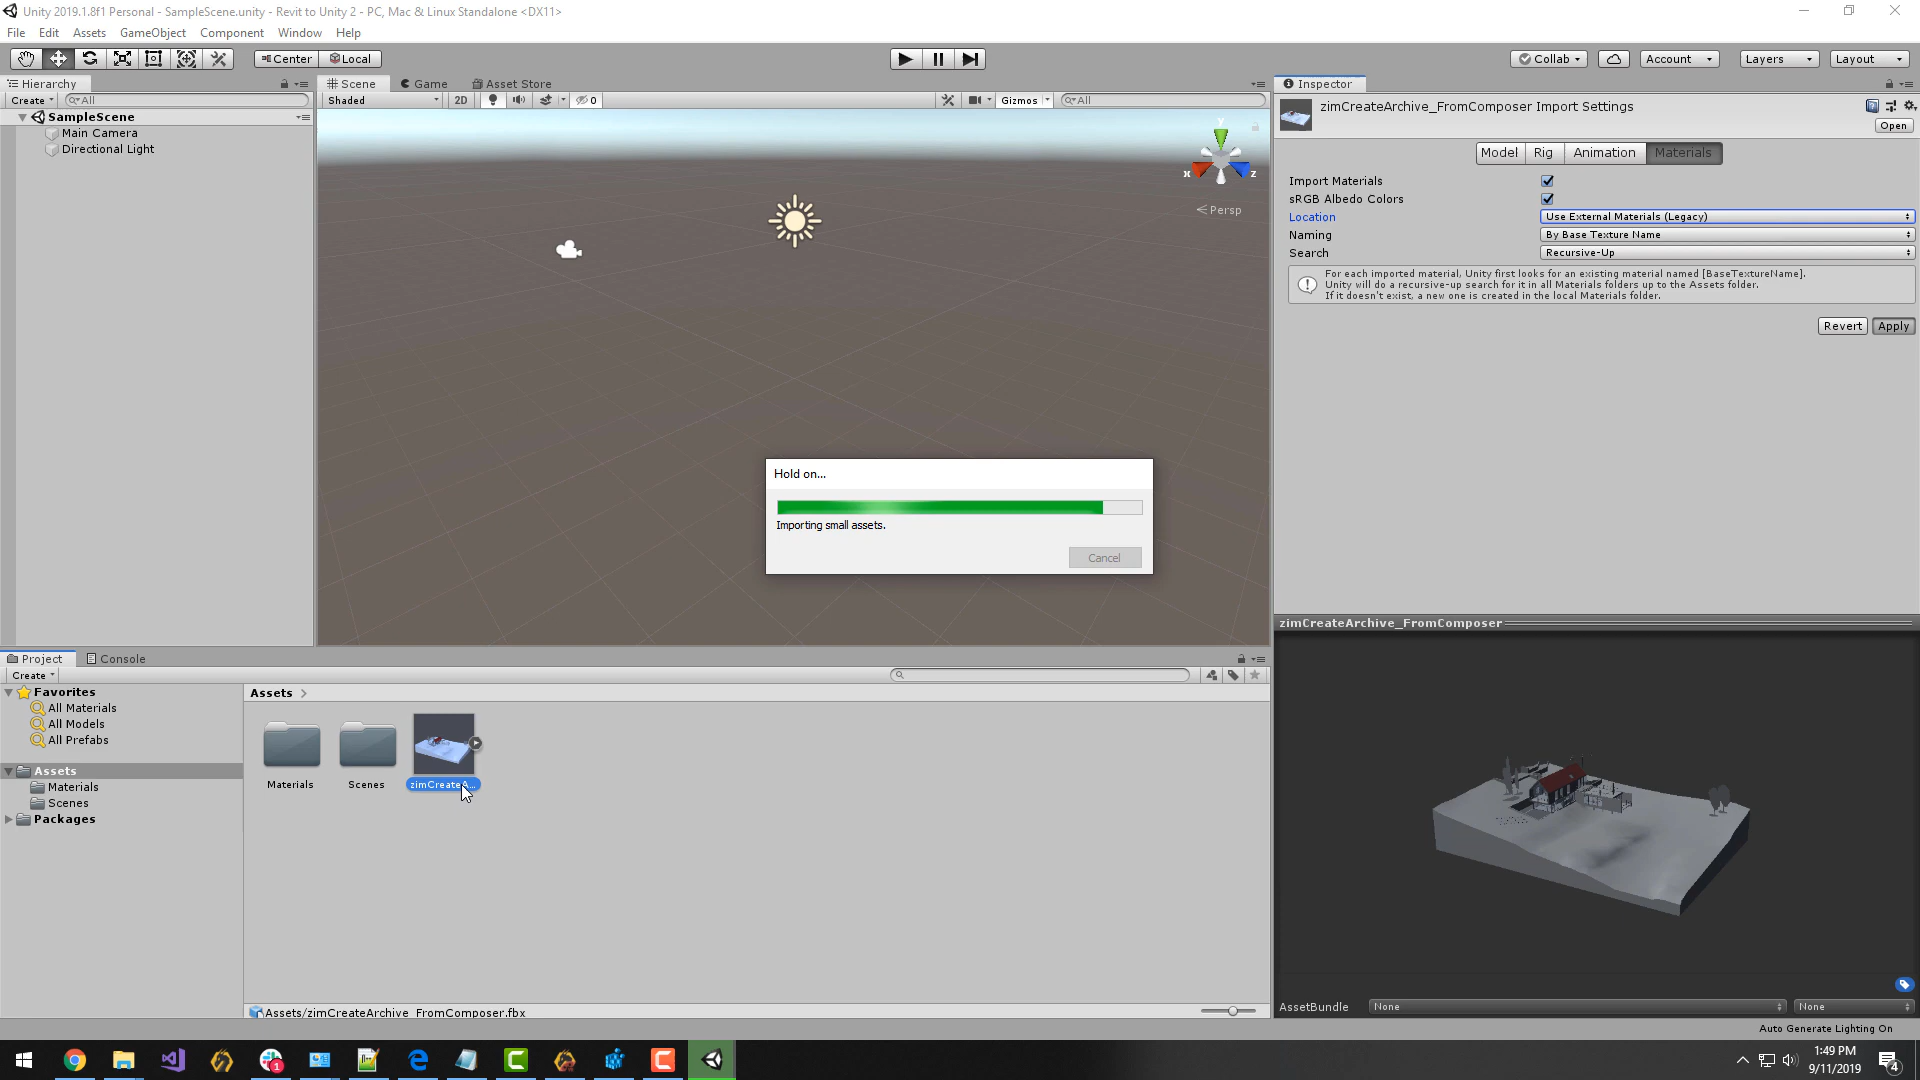 Unity 2019.1.8f1 Personal - SampleScene.unity - Revit to Unity 2 - PC, Mac & Linux Standalone <DX11>
File Edit Assets GameObject Component Window Help
Center Local Collab Account Layers Layout
Hierarchy Scene Game Asset Store Inspector
Create All Shaded 2D 0 Gizmos All
SampleScene
Main Camera
Directional Light
y
x z
Persp
zimCreateArchive_FromComposer Import Settings
Open
Model Rig Animation Materials
Import Materials
sRGB Albedo Colors
Location Use External Materials (Legacy)
Naming By Base Texture Name
Search Recursive-Up
For each imported material, Unity first looks for an existing material named [BaseTextureName].
Unity will do a recursive-up search for it in all Materials folders up to the Assets folder.
If it doesn't exist, a new one is created in the local Materials folder.
Revert Apply
Hold on...
Importing small assets.
Cancel
zimCreateArchive_FromComposer
Project Console
Create
Favorites
All Materials
All Models
All Prefabs
Assets
Materials
Scenes
Packages
Assets
Materials Scenes zimCreateA...
Assets/zimCreateArchive_FromComposer.fbx
AssetBundle None None
Auto Generate Lighting On
1
1:49 PM
9/11/2019
4